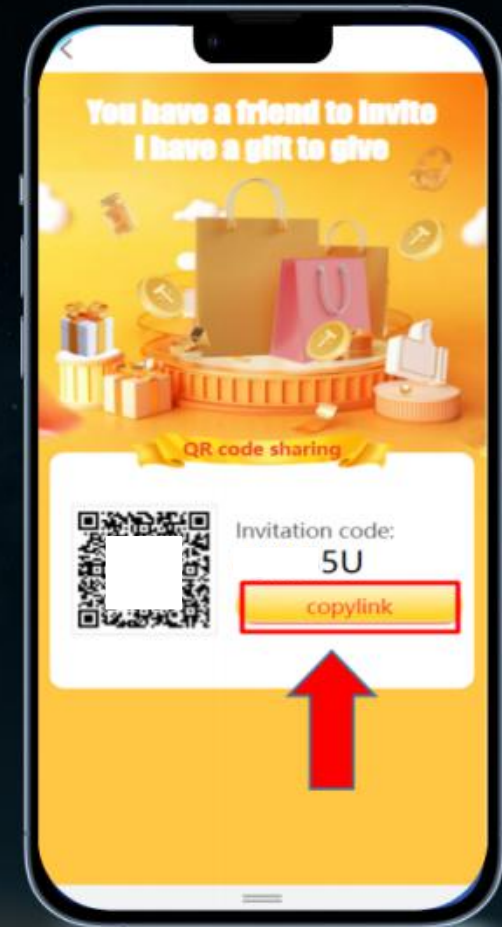 You have a friend to invite
I have a gift to give
QR code sharing
Invitation code:
5U
copylink